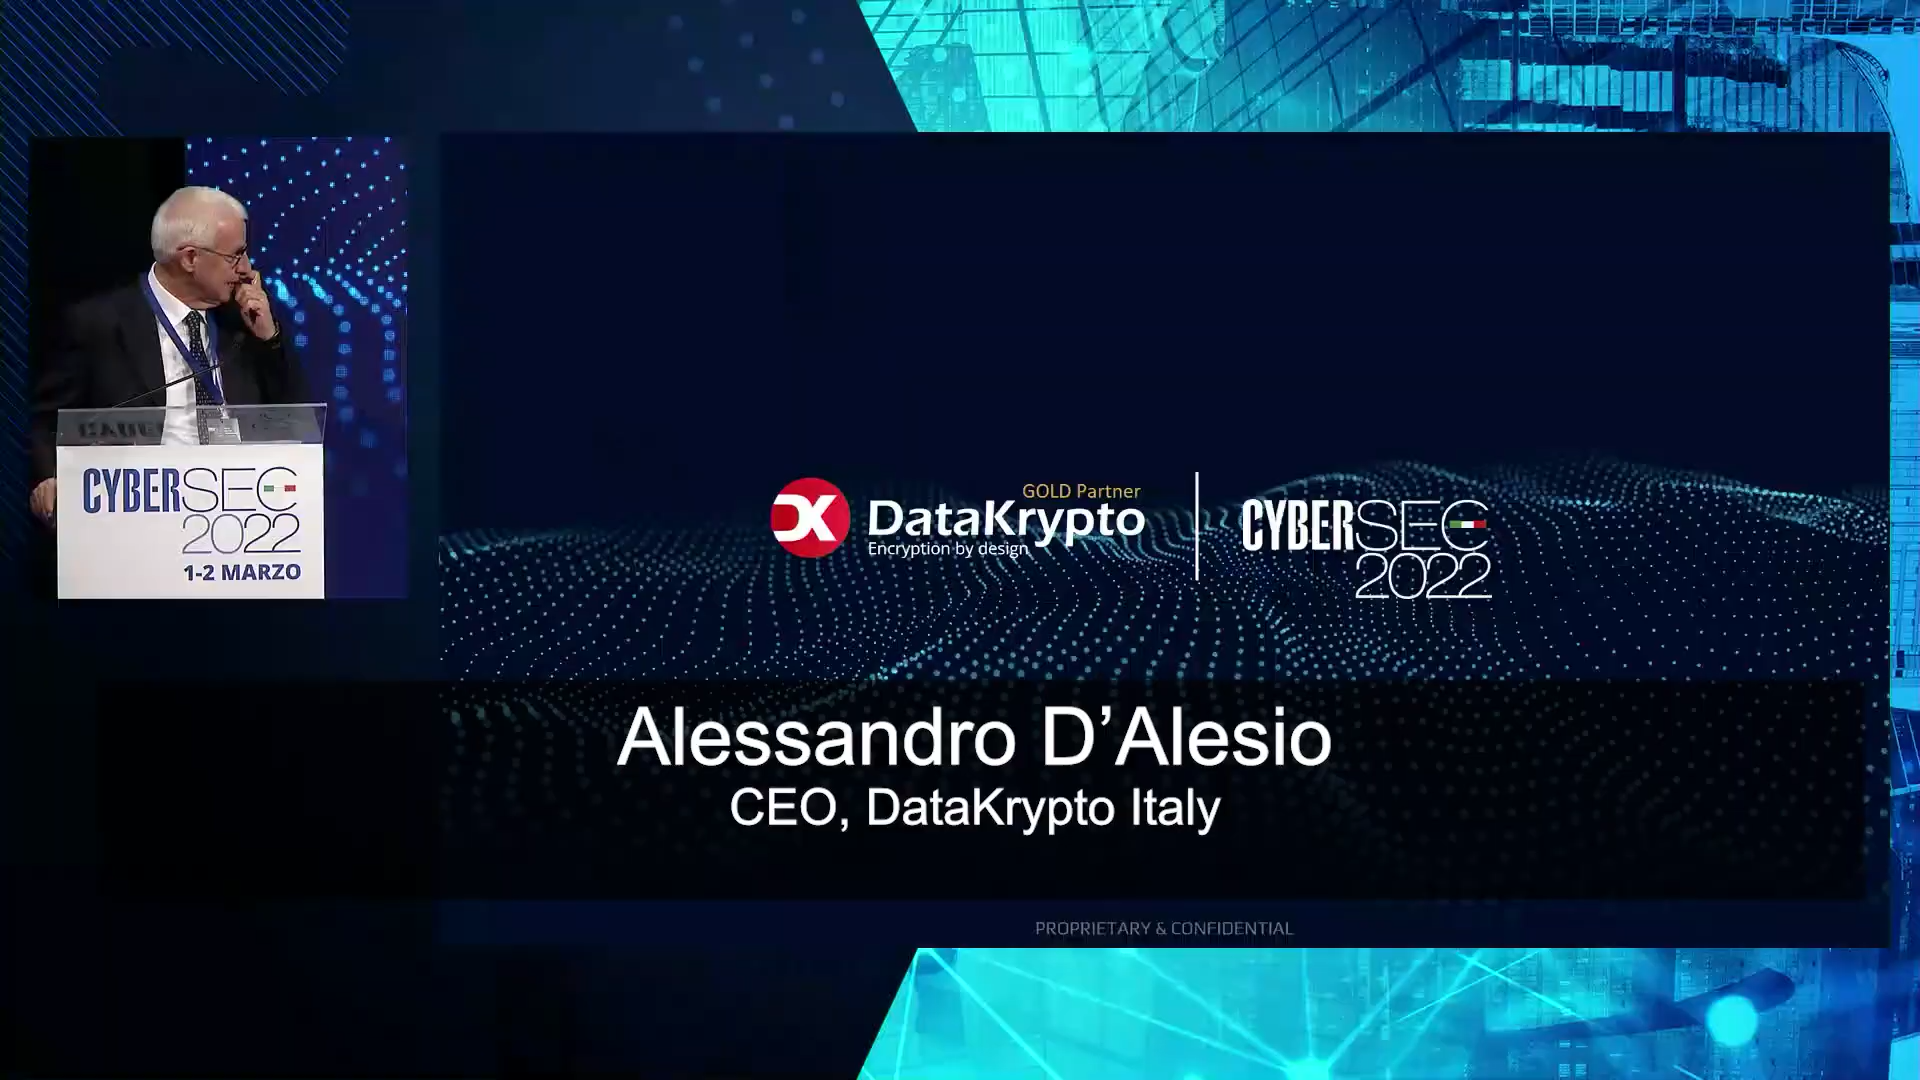 CYBERSEC
2022
1-2 MARZO
GOLD Partner
DataKrypto
Encryption by design
CYBERSEC
2022
Alessandro D’Alesio
CEO, DataKrypto Italy
PROPRIETARY & CONFIDENTIAL